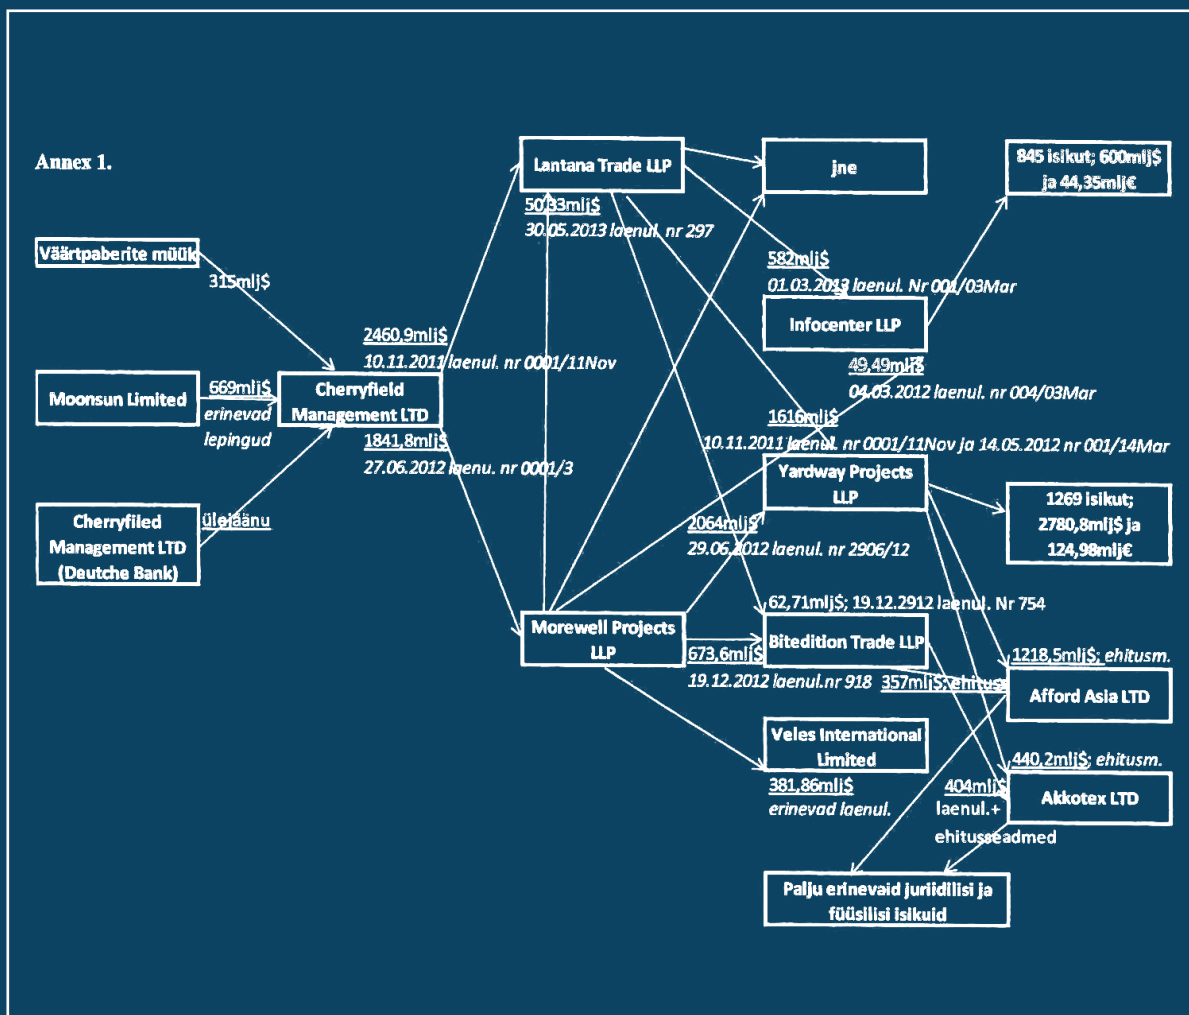 Annex 1.
Väärtpaberite müük
315mlj$
Moonsun Limited
669mlj$
erinevad
lepingud
Cherryfiled
Management LTD
(Deutche Bank)
ülejäänu
Cherryfield
Management LTD
2460,9mlj$
10.11.2011 laenul. nr 0001/11Nov
1841,8mlj$
27.06.2012 laenu. nr 0001/3
Lantana Trade LLP
50,33mlj$
30.05.2013 laenul. nr 297
Morewell Projects
LLP
jne
582mlj$
01.03.2013 laenul. Nr 001/03Mar
Infocenter LLP
49,49mlj$
04.03.2012 laenul. nr 004/03Mar
1616mlj$
10.11.2011 laenul. nr 0001/11Nov ja 14.05.2012 nr 001/14Mar
Yardway Projects
LLP
2064mlj$
29.06.2012 laenul. nr 2906/12
62,71mlj$; 19.12.2912 laenul. Nr 754
Bitedition Trade LLP
673,6mlj$
19.12.2012 laenul.nr 918
357mlj$; ehituss
Veles International
Limited
381,86mlj$
erinevad laenul.
845 isikut; 600mlj$
ja 44,35mlj€
1269 isikut;
2780,8mlj$ ja
124,98mlj€
1218,5mlj$; ehitusm.
Afford Asia LTD
440,2mlj$; ehitusm.
Akkotex LTD
404mlj$
laenul.+
ehitusseadmed
Palju erinevaid juriidilisi ja
füüsilisi isikuid